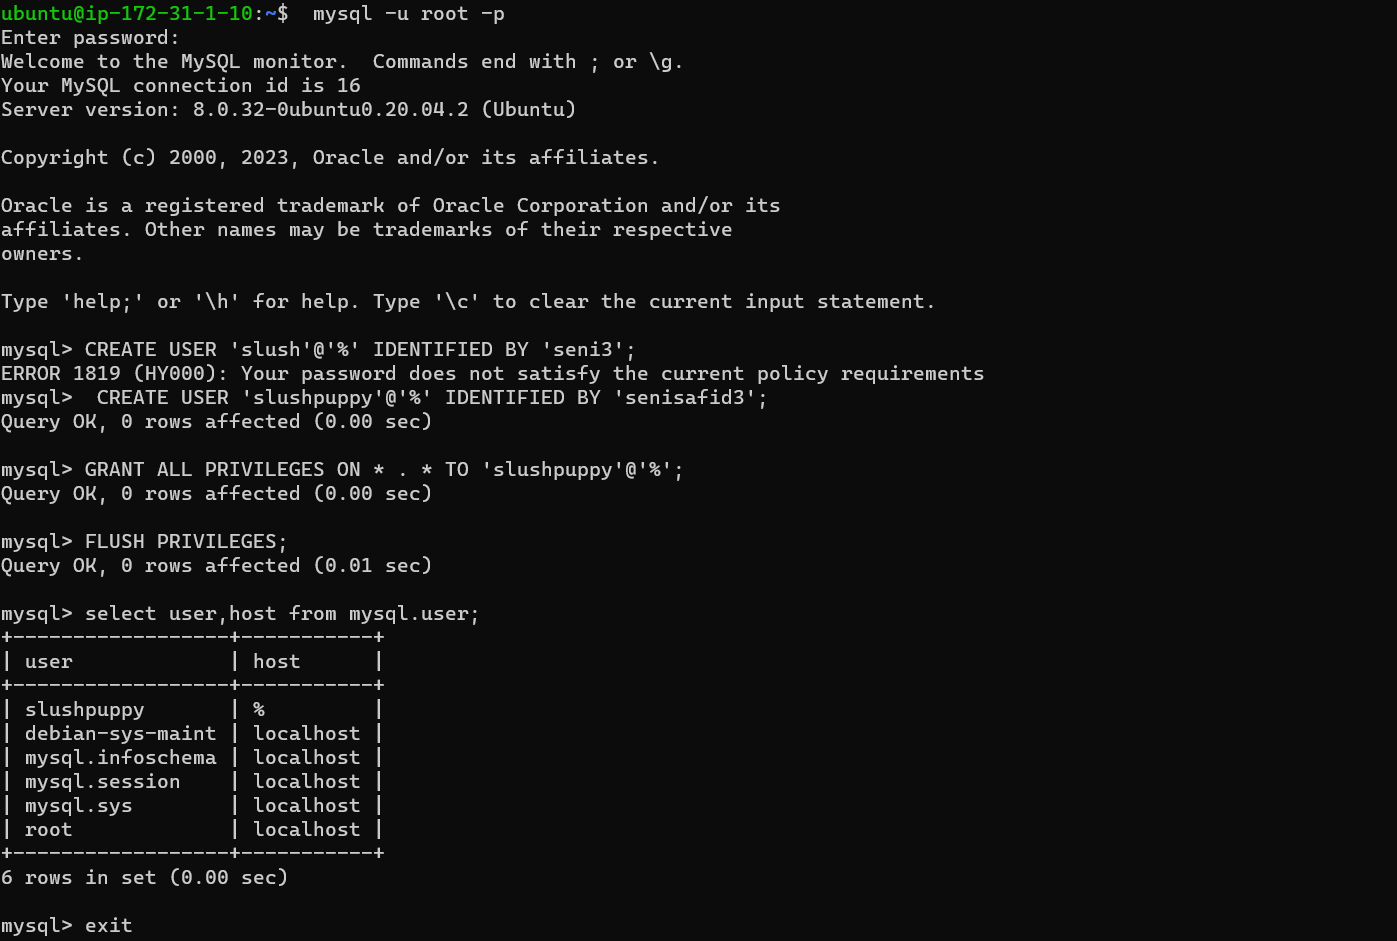 ubuntu@ip-172-31-1-10:~$  mysql -u root -p
Enter password:
Welcome to the MySQL monitor.  Commands end with ; or \g.
Your MySQL connection id is 16
Server version: 8.0.32-0ubuntu0.20.04.2 (Ubuntu)

Copyright (c) 2000, 2023, Oracle and/or its affiliates.

Oracle is a registered trademark of Oracle Corporation and/or its
affiliates. Other names may be trademarks of their respective
owners.

Type 'help;' or '\h' for help. Type '\c' to clear the current input statement.

mysql> CREATE USER 'slush'@'%' IDENTIFIED BY 'seni3';
ERROR 1819 (HY000): Your password does not satisfy the current policy requirements
mysql>  CREATE USER 'slushpuppy'@'%' IDENTIFIED BY 'senisafid3';
Query OK, 0 rows affected (0.00 sec)

mysql> GRANT ALL PRIVILEGES ON * . * TO 'slushpuppy'@'%';
Query OK, 0 rows affected (0.00 sec)

mysql> FLUSH PRIVILEGES;
Query OK, 0 rows affected (0.01 sec)

mysql> select user,host from mysql.user;
+------------------+-----------+
| user             | host      |
+------------------+-----------+
| slushpuppy       | %         |
| debian-sys-maint | localhost |
| mysql.infoschema | localhost |
| mysql.session    | localhost |
| mysql.sys        | localhost |
| root             | localhost |
+------------------+-----------+
6 rows in set (0.00 sec)

mysql> exit